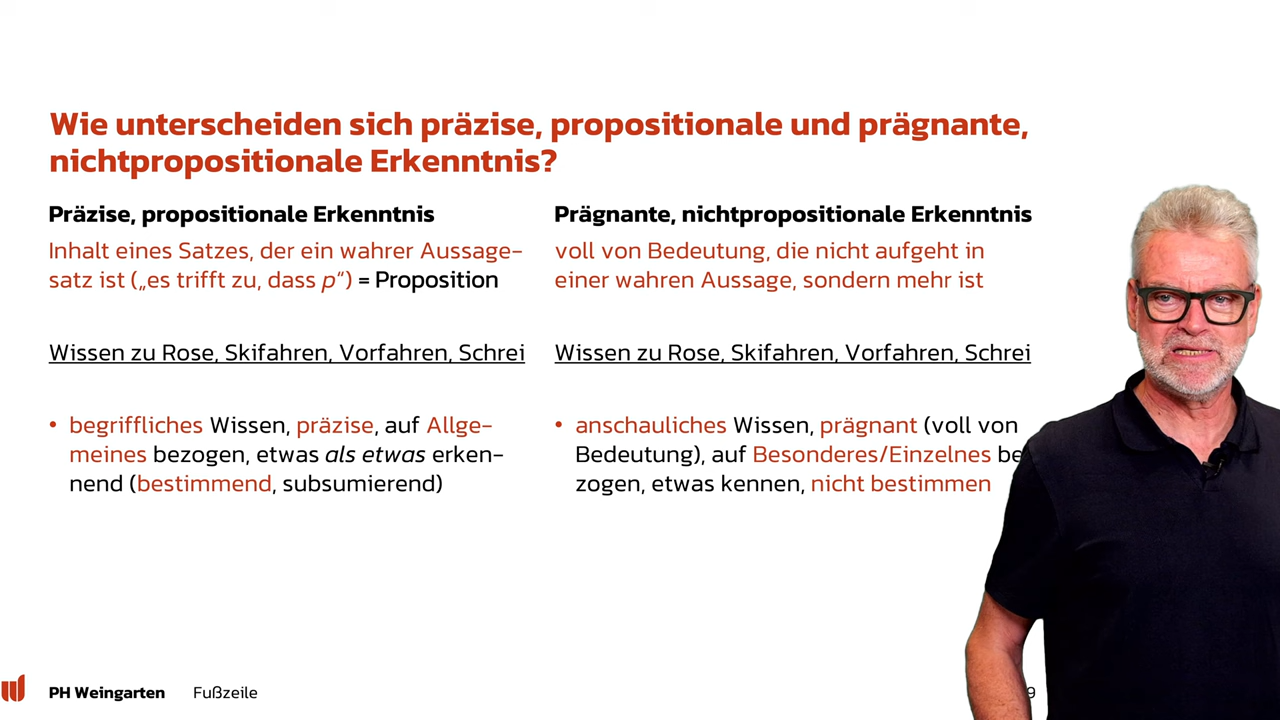 Wie unterscheiden sich präzise, propositionale und prägnante,
nichtpropositionale Erkenntnis?
Präzise, propositionale Erkenntnis
Inhalt eines Satzes, der ein wahrer Aussage-
satz ist („es trifft zu, dass p“) = Proposition
Wissen zu Rose, Skifahren, Vorfahren, Schrei
• begriffliches Wissen, präzise, auf Allge-
meines bezogen, etwas als etwas erken-
nend (bestimmend, subsumierend)
Prägnante, nichtpropositionale Erkenntnis
voll von Bedeutung, die nicht aufgeht in
einer wahren Aussage, sondern mehr ist
Wissen zu Rose, Skifahren, Vorfahren, Schrei
• anschauliches Wissen, prägnant (voll von
Bedeutung), auf Besonderes/Einzelnes be
zogen, etwas kennen, nicht bestimmen
PH Weingarten Fußzeile
9